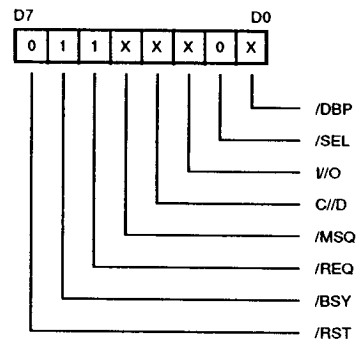 D7 D0
0 1 1 X X X 0 X
/DBP
/SEL
I//O
C//D
/MSQ
/REQ
/BSY
/RST